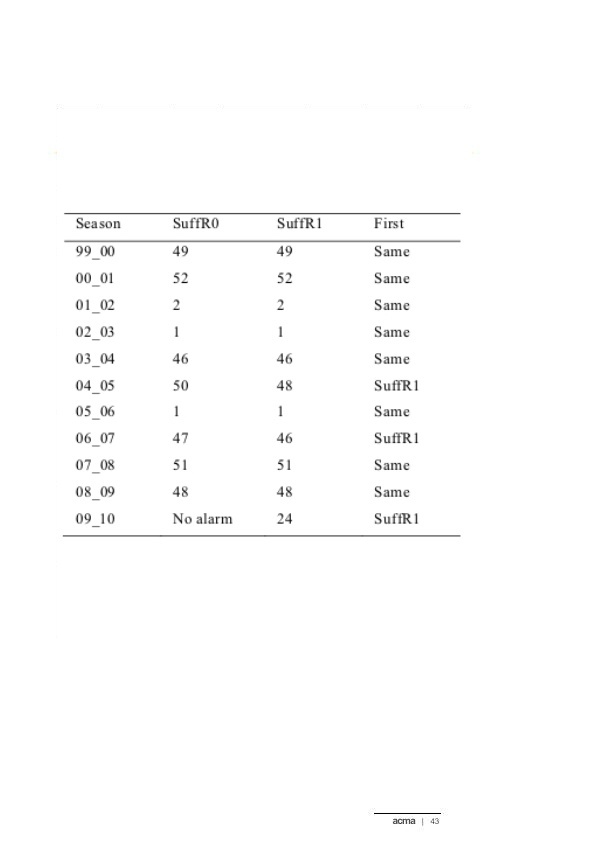 Season SuffR0 SuffR1 First
99_00 49 49 Same
00_01 52 52 Same
01_02 2 2 Same
02_03 1 1 Same
03_04 46 46 Same
04_05 50 48 SuffR1
05_06 1 1 Same
06_07 47 46 SuffR1
07_08 51 51 Same
08_09 48 48 Same
09_10 No alarm 24 SuffR1
acma | 43